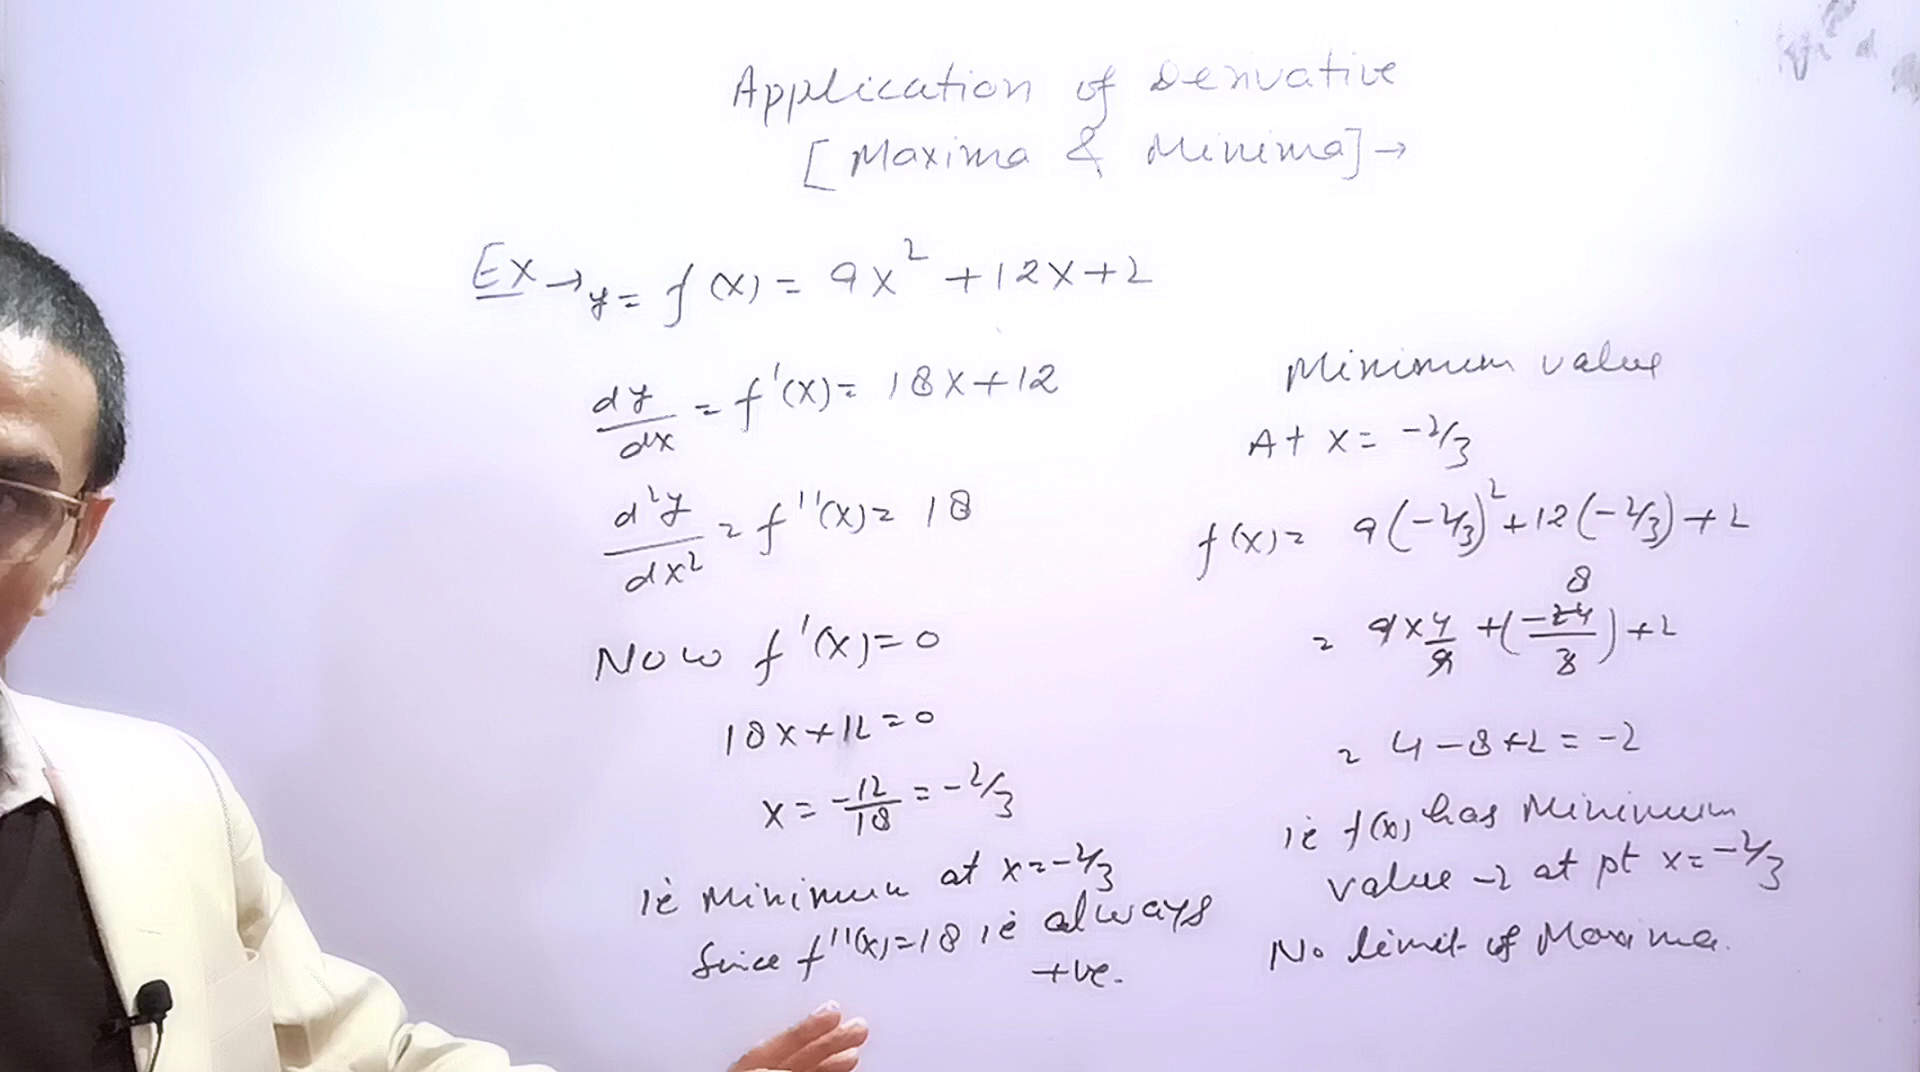 Application of Derivative
[Maxima & Minima] →
Ex → y = f(x) = 9x² + 12x + 2
dy/dx = f'(x) = 18x + 12
d²y/dx² = f''(x) = 18
Now f'(x) = 0
18x + 12 = 0
x = -12/18 = -2/3
ie Minimum at x = -2/3
Since f''(x) = 18 ie always
+ve.
Minimum value
At x = -2/3
f(x) = 9(-2/3)² + 12(-2/3) + 2
8
= 9 × 4/9 + (-24/3) + 2
= 4 - 8 + 2 = -2
ie f(x) has Minimum
value -2 at pt x = -2/3
No limit of Maxima.